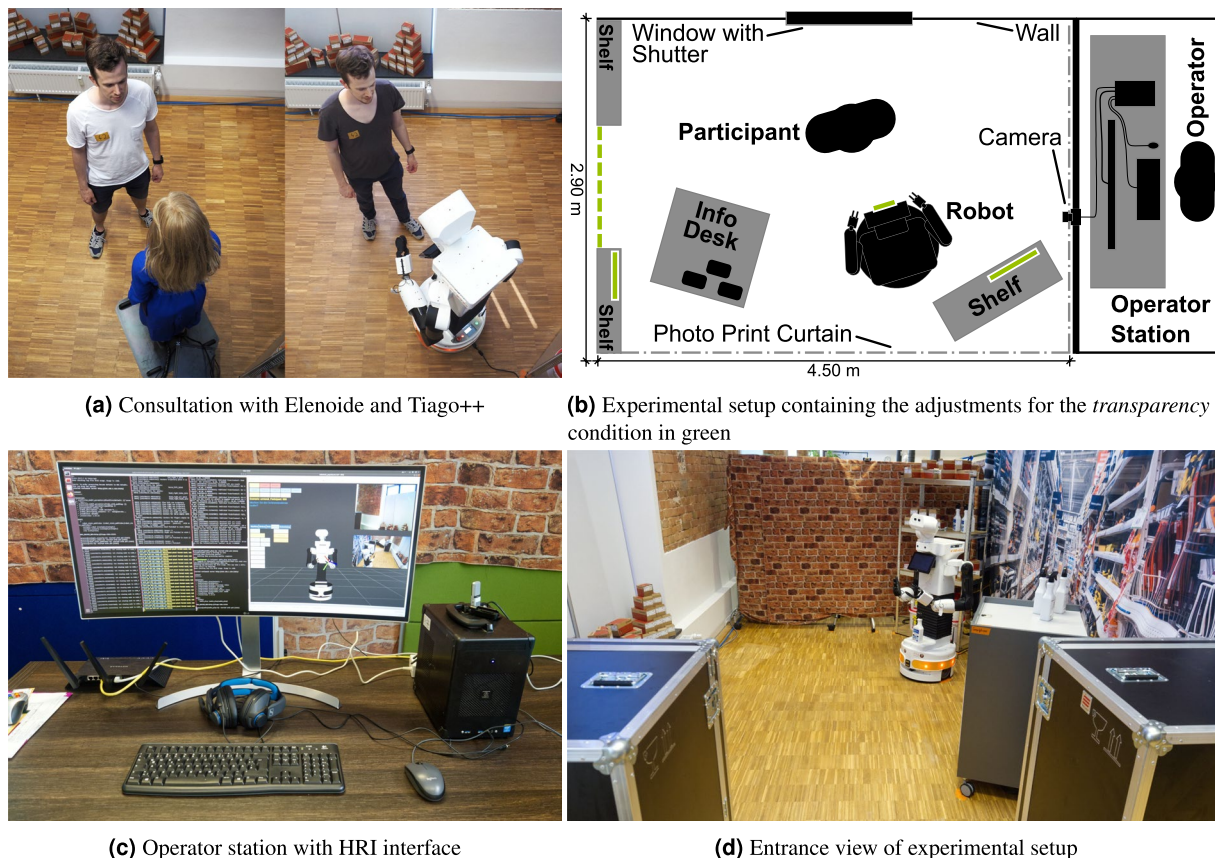 Window with
Shutter
Wall
Shelf
Participant
Camera
Operator
2.90 m
Info
Desk
Robot
Shelf
Shelf
Operator
Station
Photo Print Curtain
4.50 m
(a) Consultation with Elenoide and Tiago++
(b) Experimental setup containing the adjustments for the transparency
condition in green
(c) Operator station with HRI interface
(d) Entrance view of experimental setup